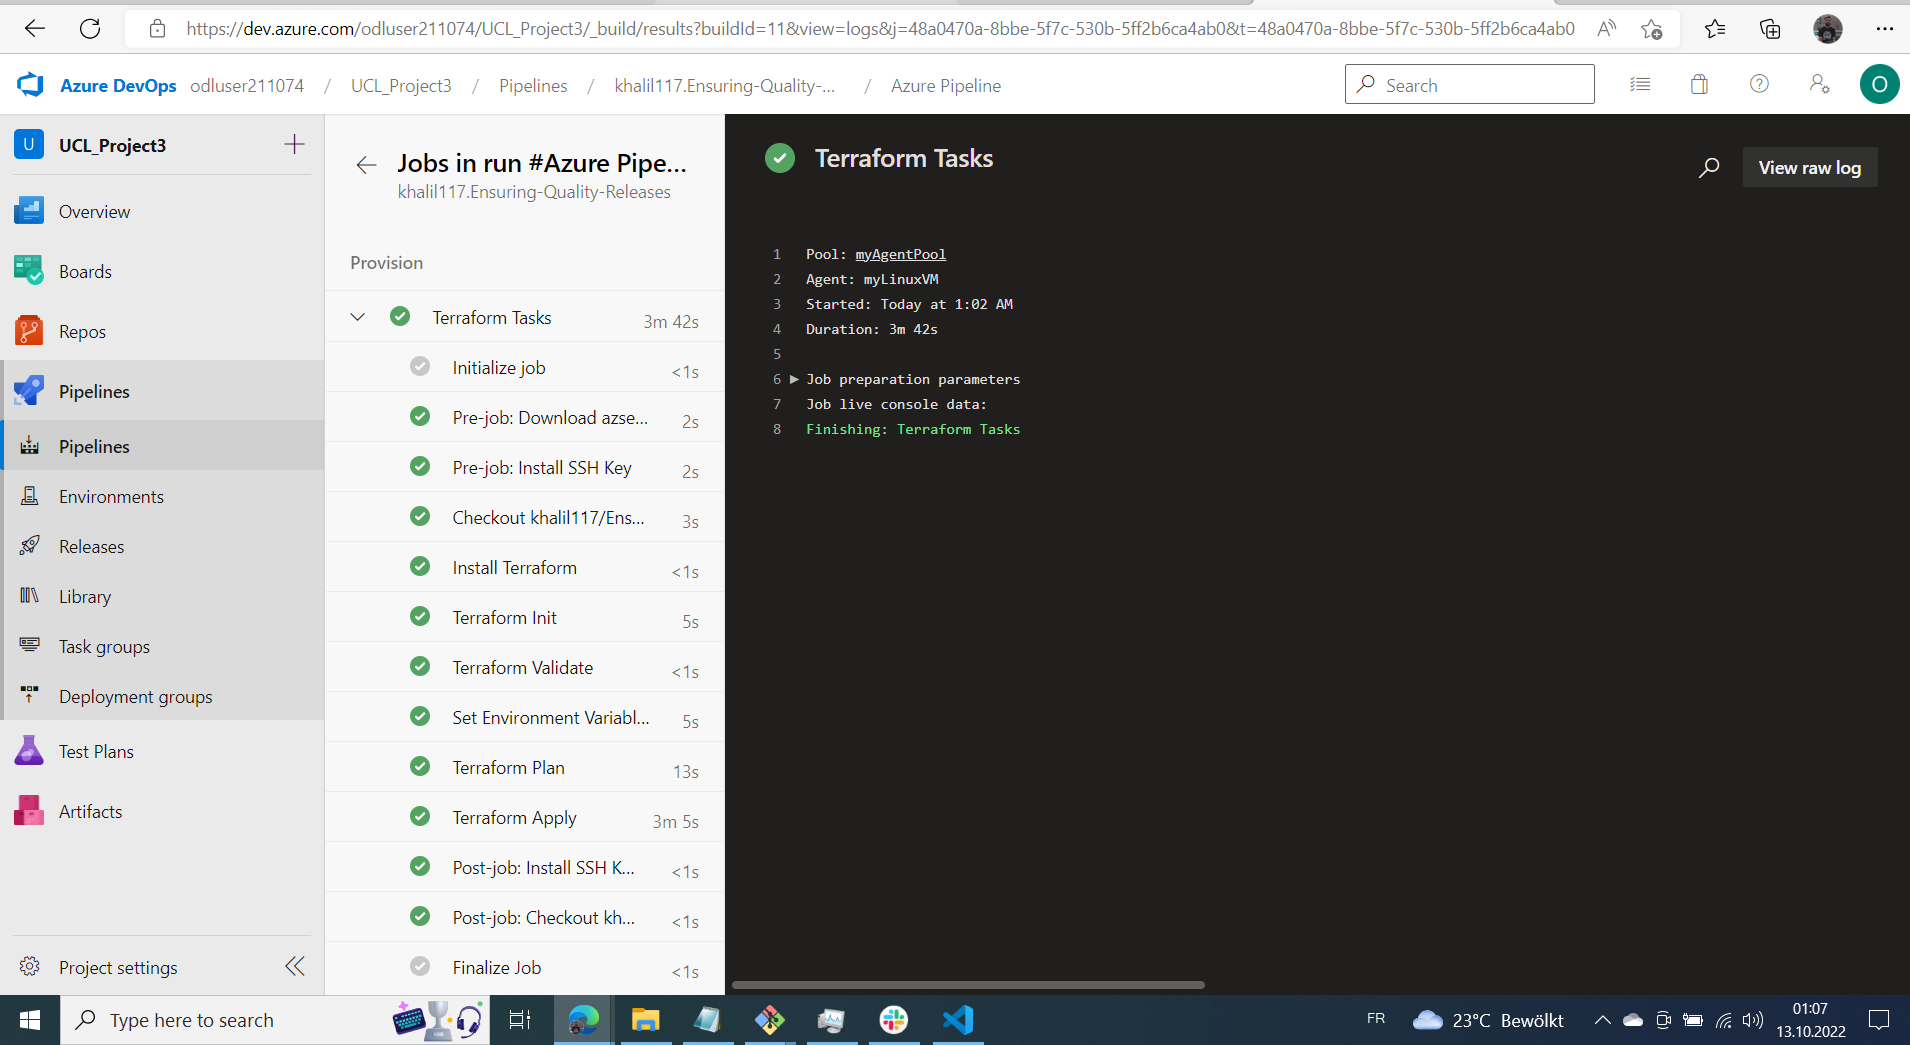 https://dev.azure.com/odluser211074/UCL_Project3/_build/results?buildId=11&view=logs&j=48a0470a-8bbe-5f7c-530b-5ff2b6ca4ab0&t=48a0470a-8bbe-5f7c-530b-5ff2b6ca4ab0
Azure DevOps odluser211074 / UCL_Project3 / Pipelines / khalil117.Ensuring-Quality-... / Azure Pipeline
Search
O
U UCL_Project3
Overview
Boards
Repos
Pipelines
Pipelines
Environments
Releases
Library
Task groups
Deployment groups
Test Plans
Artifacts
Project settings
Jobs in run #Azure Pipe...
khalil117.Ensuring-Quality-Releases
Provision
Terraform Tasks 3m 42s
Initialize job <1s
Pre-job: Download azse... 2s
Pre-job: Install SSH Key 2s
Checkout khalil117/Ens... 3s
Install Terraform <1s
Terraform Init 5s
Terraform Validate <1s
Set Environment Variabl... 5s
Terraform Plan 13s
Terraform Apply 3m 5s
Post-job: Install SSH K... <1s
Post-job: Checkout kh... <1s
Finalize Job <1s
Terraform Tasks
View raw log
1 Pool: myAgentPool
2 Agent: myLinuxVM
3 Started: Today at 1:02 AM
4 Duration: 3m 42s
5
6 Job preparation parameters
7 Job live console data:
8 Finishing: Terraform Tasks
Type here to search
FR
23°C Bewölkt
01:07
13.10.2022